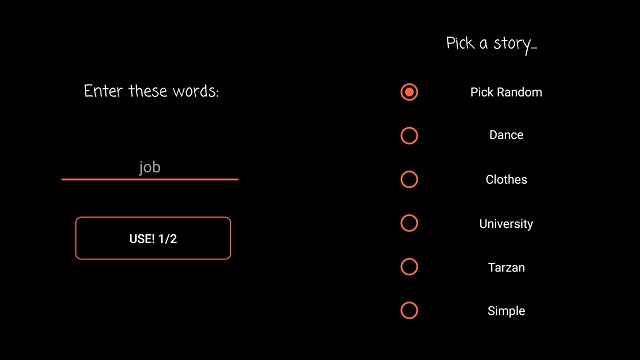 Pick a story...
Enter these words:
Pick Random
Dance
job
Clothes
University
USE! 1/2
Tarzan
Simple